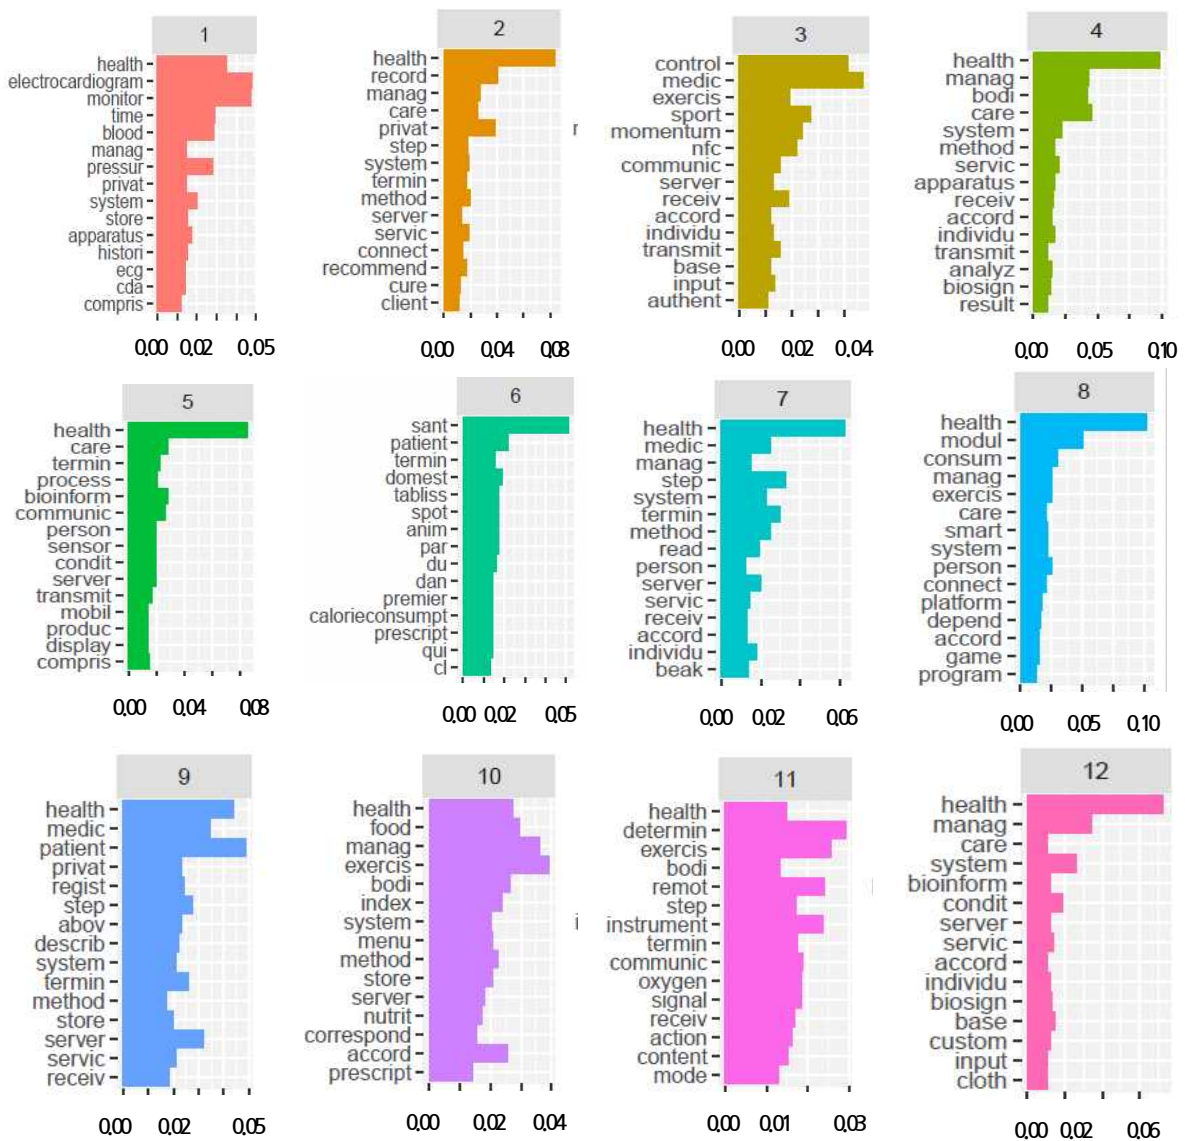 1
health
electrocardiogram
monitor
time
blood
manag
pressur
privat
system
store
apparatus
histori
ecg
cda
compris
0.00 0.02 0.05
2
health
record
manag
care
privat
step
system
termin
method
server
servic
connect
recommend
cure
client
0.00 0.04 0.08
3
control
medic
exercis
sport
momentum
nfc
communic
server
receiv
accord
individu
transmit
base
input
authent
0.00 0.02 0.04
4
health
manag
bodi
care
system
method
servic
apparatus
receiv
accord
individu
transmit
analyz
biosign
result
0.00 0.05 0.10
5
health
care
termin
process
bioinform
communic
person
sensor
condit
server
transmit
mobil
produc
display
compris
0.00 0.04 0.08
6
sant
patient
termin
domest
tabliss
spot
anim
par
du
dan
premier
calorieconsumpt
prescript
qui
cl
0.00 0.02 0.05
7
health
medic
manag
step
system
termin
method
read
person
server
servic
receiv
accord
individu
beak
0.00 0.02 0.06
8
health
modul
consum
manag
exercis
care
smart
system
person
connect
platform
depend
accord
game
program
0.00 0.05 0.10
9
health
medic
patient
privat
regist
step
abov
describ
system
termin
method
store
server
servic
receiv
0.00 0.02 0.05
10
health
food
manag
exercis
bodi
index
system
menu
method
store
server
nutrit
correspond
accord
prescript
0.00 0.02 0.04
11
health
determin
exercis
bodi
remot
step
instrument
termin
communic
oxygen
signal
receiv
action
content
mode
0.00 0.01 0.03
12
health
manag
care
system
bioinform
condit
server
servic
accord
individu
biosign
base
custom
input
cloth
0.00 0.02 0.06